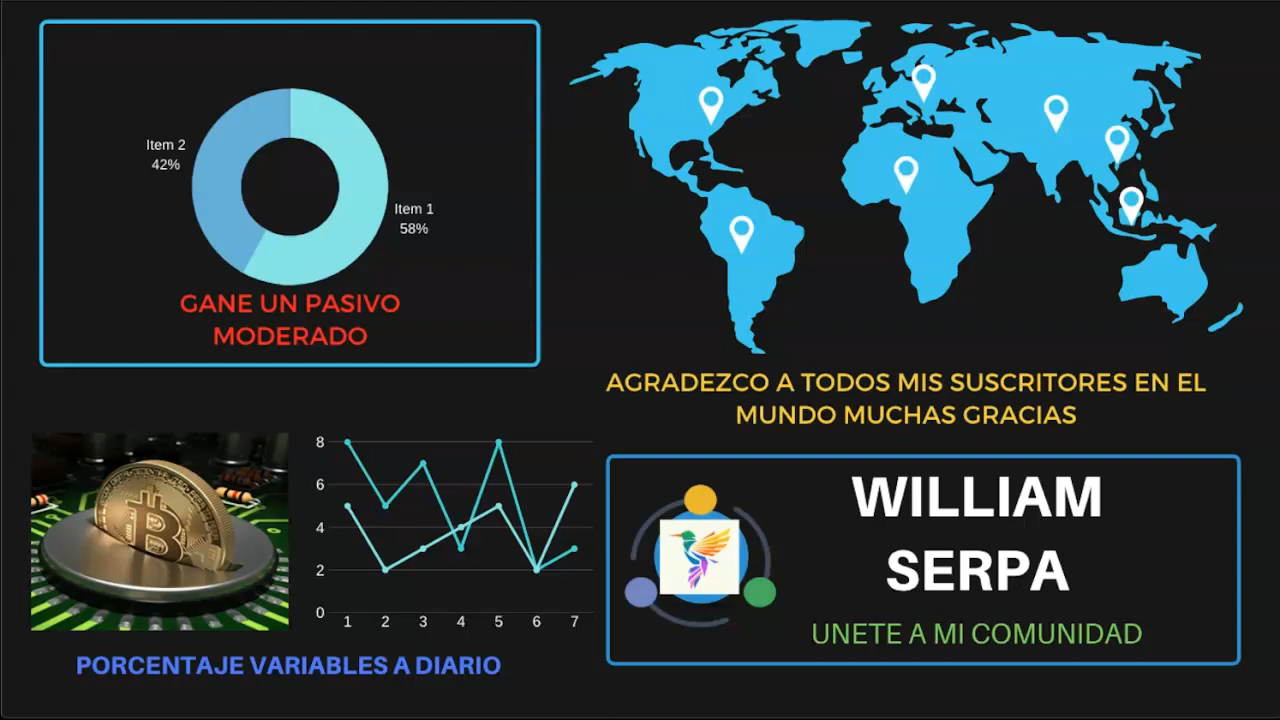 Item 2
42%
Item 1
58%
GANE UN PASIVO
MODERADO
AGRADEZCO A TODOS MIS SUSCRITORES EN EL
MUNDO MUCHAS GRACIAS
8
6
4
2
0
1 2 3 4 5 6 7
PORCENTAJE VARIABLES A DIARIO
WILLIAM
SERPA
UNETE A MI COMUNIDAD